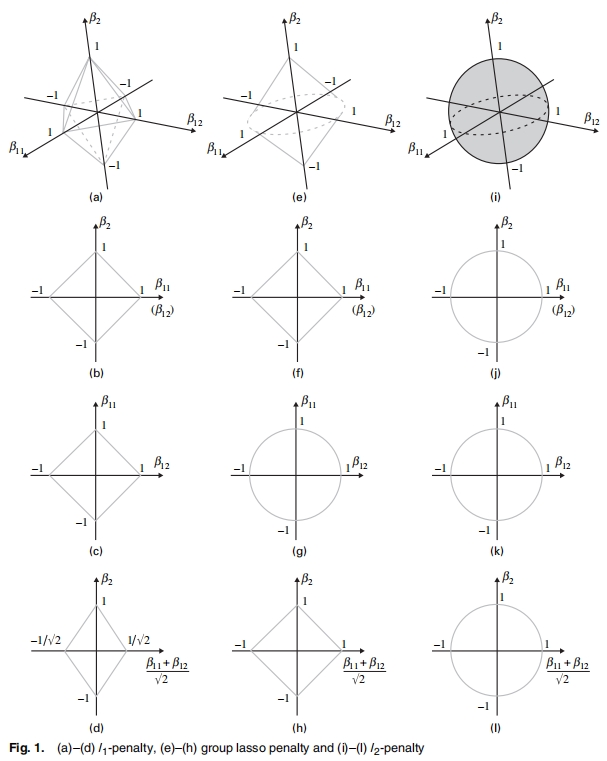 β2 β2 β2
1 1 1
−1 −1 −1 −1 −1
1 β12 1 β12 1 β12
β11 1 β11 1 β11 1
−1 −1 −1
(a) (e) (i)
β2 β2 β2
1 1 1
−1 1 β11 −1 1 β11 −1 1 β11
(β12) (β12) (β12)
−1 −1 −1
(b) (f) (j)
β11 β11 β11
1 1 1
−1 1 β12 −1 1 β12 −1 1 β12
−1 −1 −1
(c) (g) (k)
β2 β2 β2
1 1 1
−1/√2 1/√2 −1 1 −1 1
β11 + β12 β11 + β12 β11 + β12
√2 √2 √2
−1 −1 −1
(d) (h) (l)
Fig. 1. (a)–(d) l1-penalty, (e)–(h) group lasso penalty and (i)–(l) l2-penalty